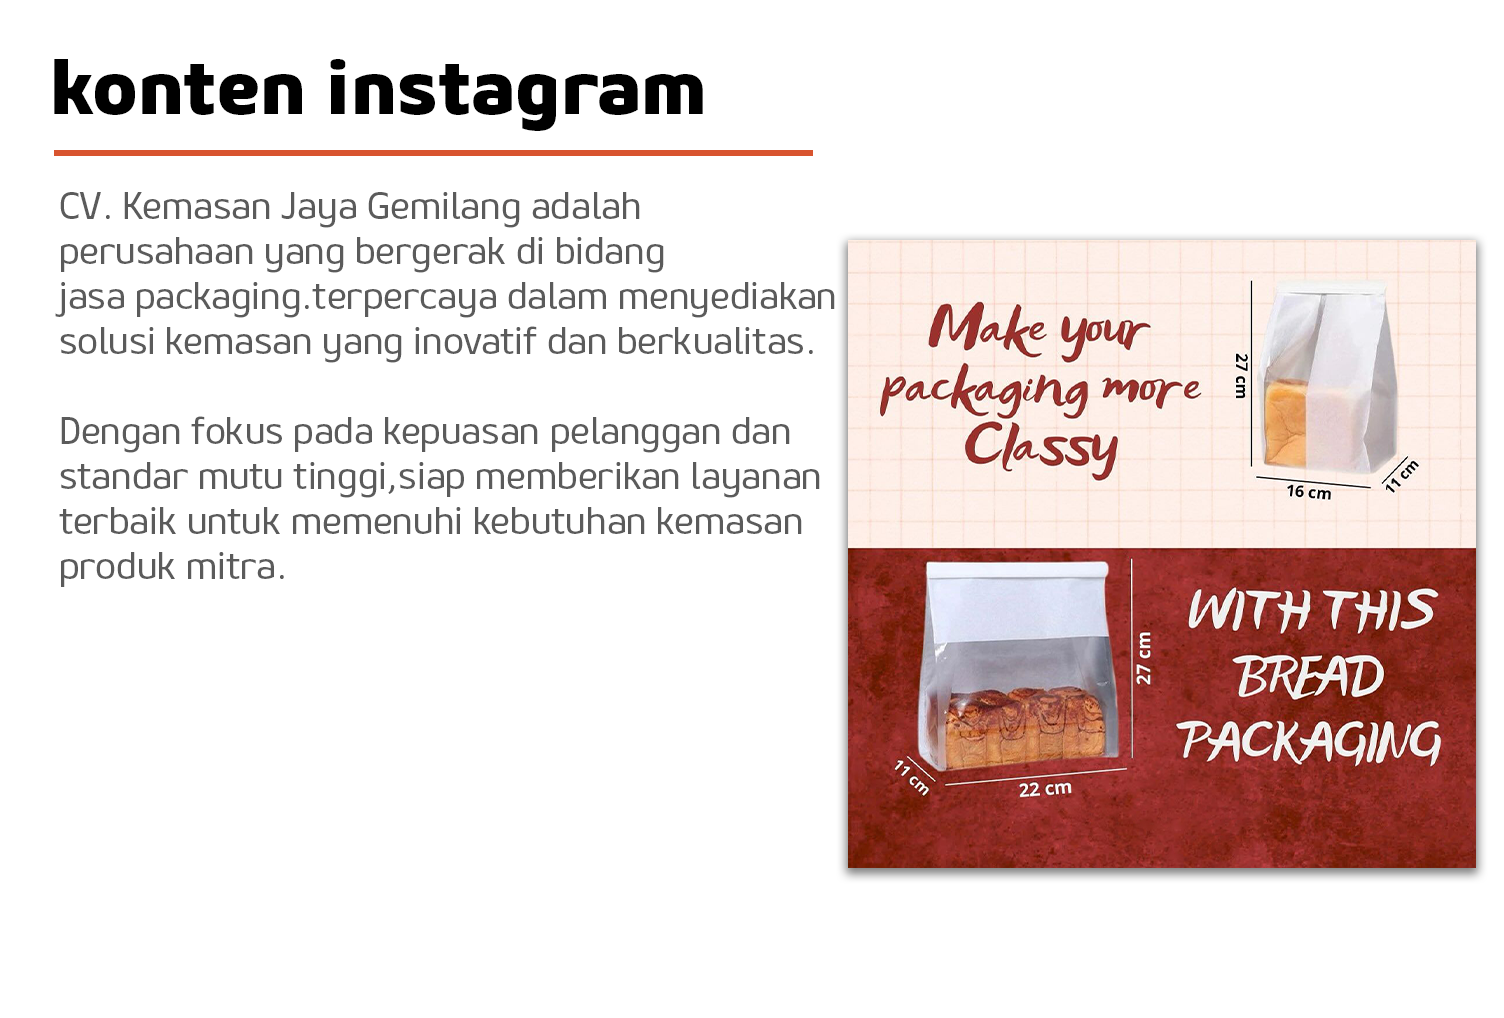 konten instagram
CV. Kemasan Jaya Gemilang adalah
perusahaan yang bergerak di bidang
jasa packaging.terpercaya dalam menyediakan
solusi kemasan yang inovatif dan berkualitas.
Dengan fokus pada kepuasan pelanggan dan
standar mutu tinggi,siap memberikan layanan
terbaik untuk memenuhi kebutuhan kemasan
produk mitra.
Make your
packaging more
Classy
27 cm
16 cm
11 cm
WITH THIS
BREAD
PACKAGING
27 cm
11 cm
22 cm